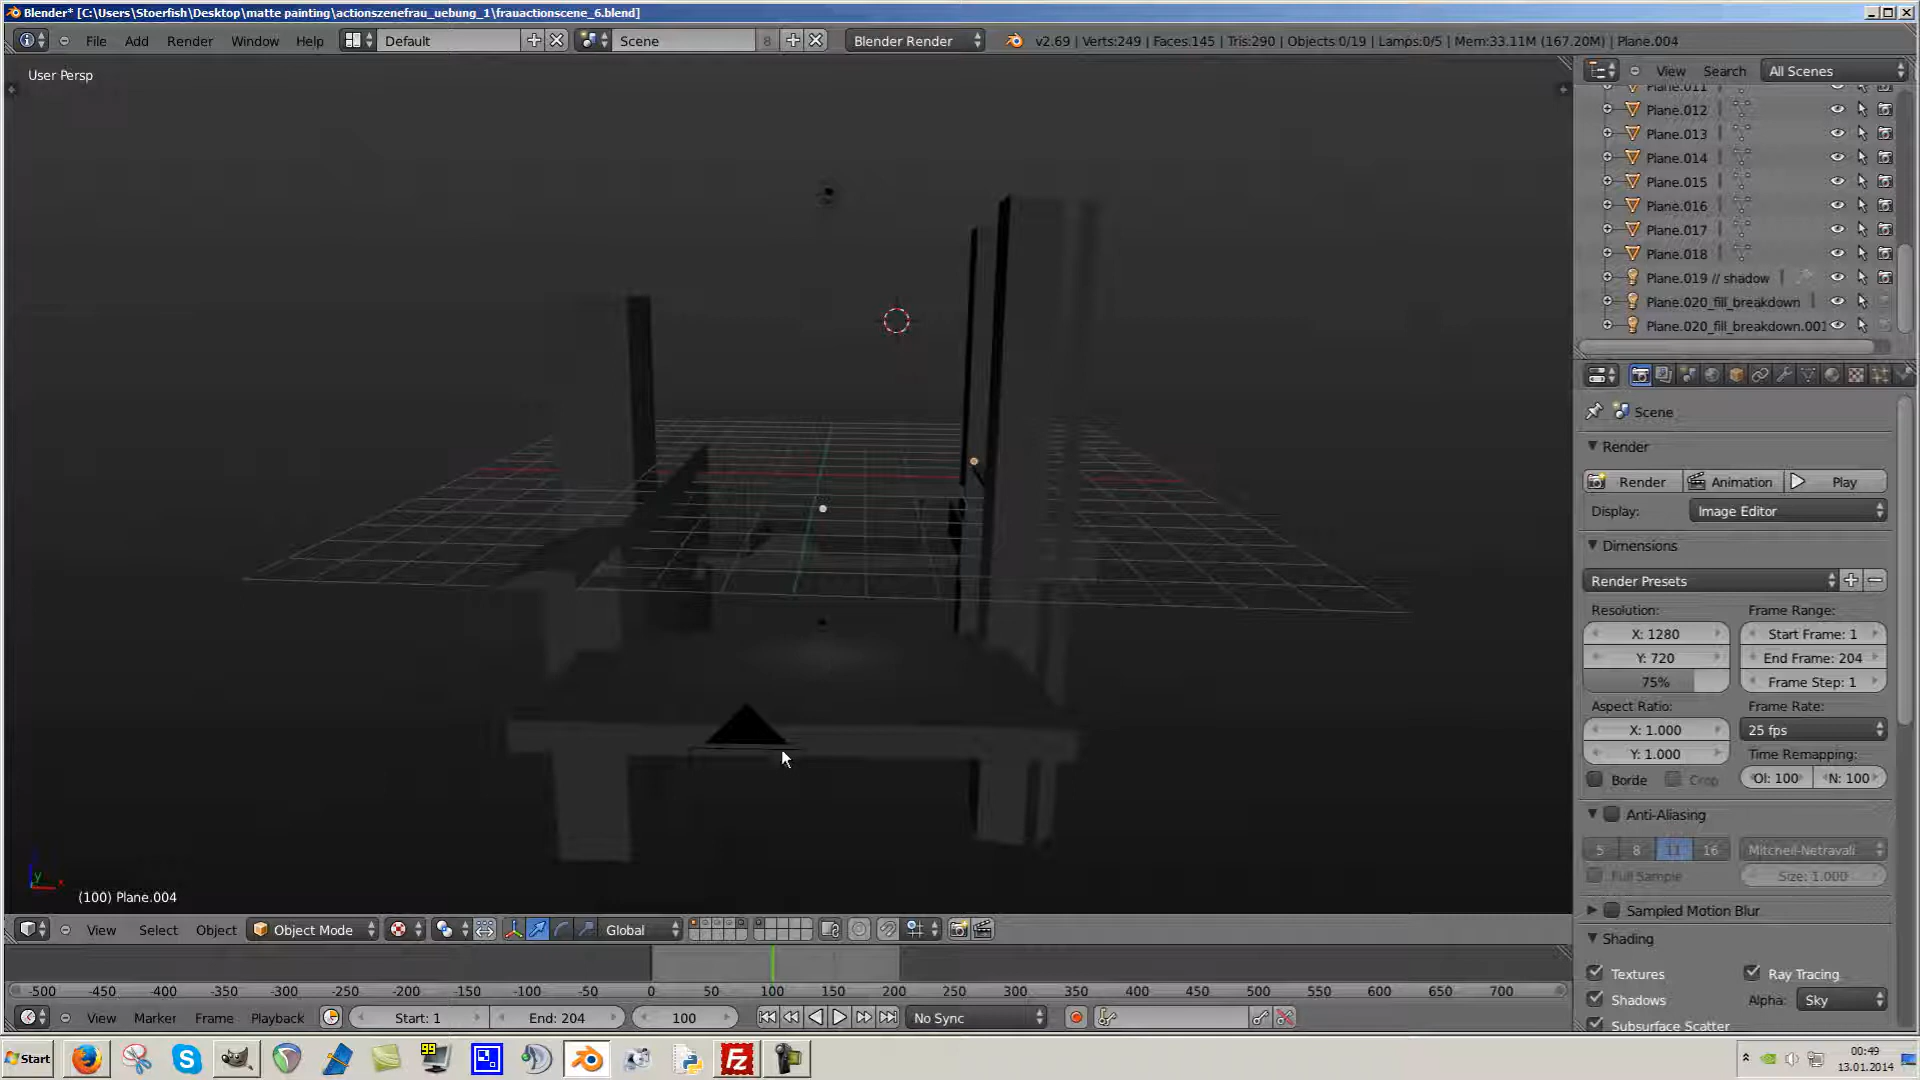 Blender* [C:\Users\Stoerfish\Desktop\matte painting\actionszenefrau_uebung_1\frauactionscene_6.blend]
File Add Render Window Help Default Scene 8 Blender Render v2.69 | Verts:249 | Faces:145 | Tris:290 | Objects:0/19 | Lamps:0/5 | Mem:33.11M (167.20M) | Plane.004
User Persp
View Search All Scenes
Plane.011
Plane.012
Plane.013
Plane.014
Plane.015
Plane.016
Plane.017
Plane.018
Plane.019 // shadow
Plane.020_fill_breakdown
Plane.020_fill_breakdown.001
Scene
Render
Render Animation Play
Display: Image Editor
Dimensions
Render Presets
Resolution: Frame Range:
X: 1280 Start Frame: 1
Y: 720 End Frame: 204
75% Frame Step: 1
Aspect Ratio: Frame Rate:
X: 1.000 25 fps
Y: 1.000 Time Remapping:
Borde Crop Ol: 100 N: 100
Anti-Aliasing
5 8 11 16 Mitchell-Netravali
Full Sample Size: 1.000
Sampled Motion Blur
Shading
Textures Ray Tracing
Shadows Alpha: Sky
Subsurface Scatter
y x
(100) Plane.004
View Select Object Object Mode Global
-500 -450 -400 -350 -300 -250 -200 -150 -100 -50 0 50 100 150 200 250 300 350 400 450 500 550 600 650 700
View Marker Frame Playback Start: 1 End: 204 100 No Sync
Start 99 00:49
13.01.2014